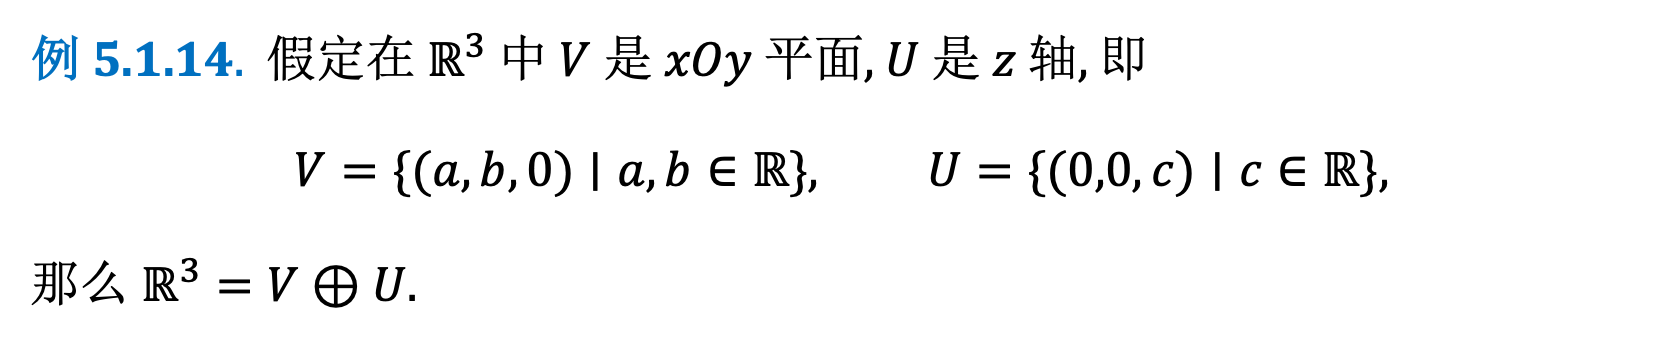 例 5.1.14. 假定在 ℝ³ 中 V 是 xOy 平面, U 是 z 轴, 即
V = {(a, b, 0) | a, b ∈ ℝ}, U = {(0,0, c) | c ∈ ℝ},
那么 ℝ³ = V ⊕ U.